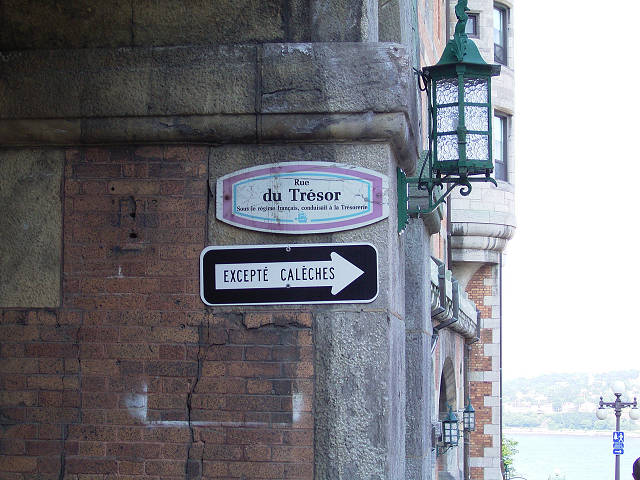 Rue
du Trésor
Sous le régime français, conduisait à la Trésorerie
EXCEPTÉ CALÈCHES